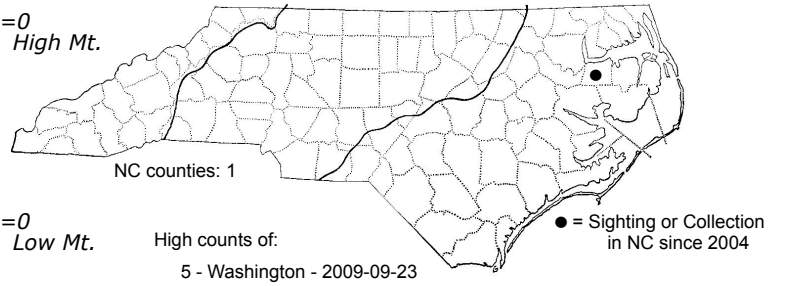 =0
High Mt.
NC counties: 1
=0
Low Mt.
High counts of:
5 - Washington - 2009-09-23
● = Sighting or Collection
in NC since 2004